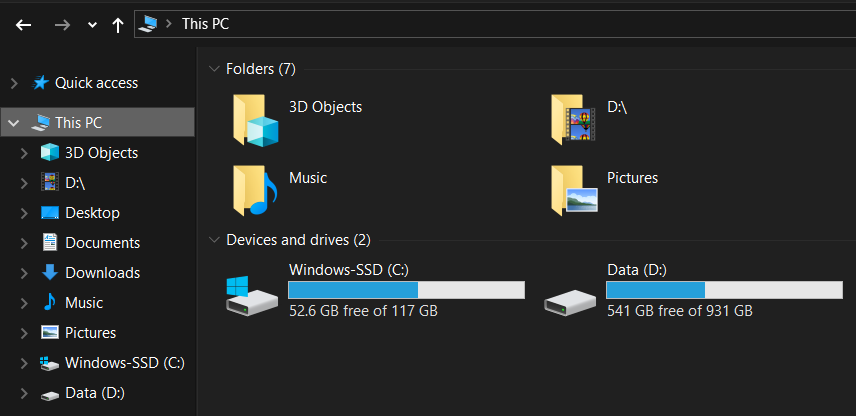 This PC
Quick access
This PC
3D Objects
D:\
Desktop
Documents
Downloads
Music
Pictures
Windows-SSD (C:)
Data (D:)
Folders (7)
3D Objects
D:\
Music
Pictures
Devices and drives (2)
Windows-SSD (C:)
52.6 GB free of 117 GB
Data (D:)
541 GB free of 931 GB